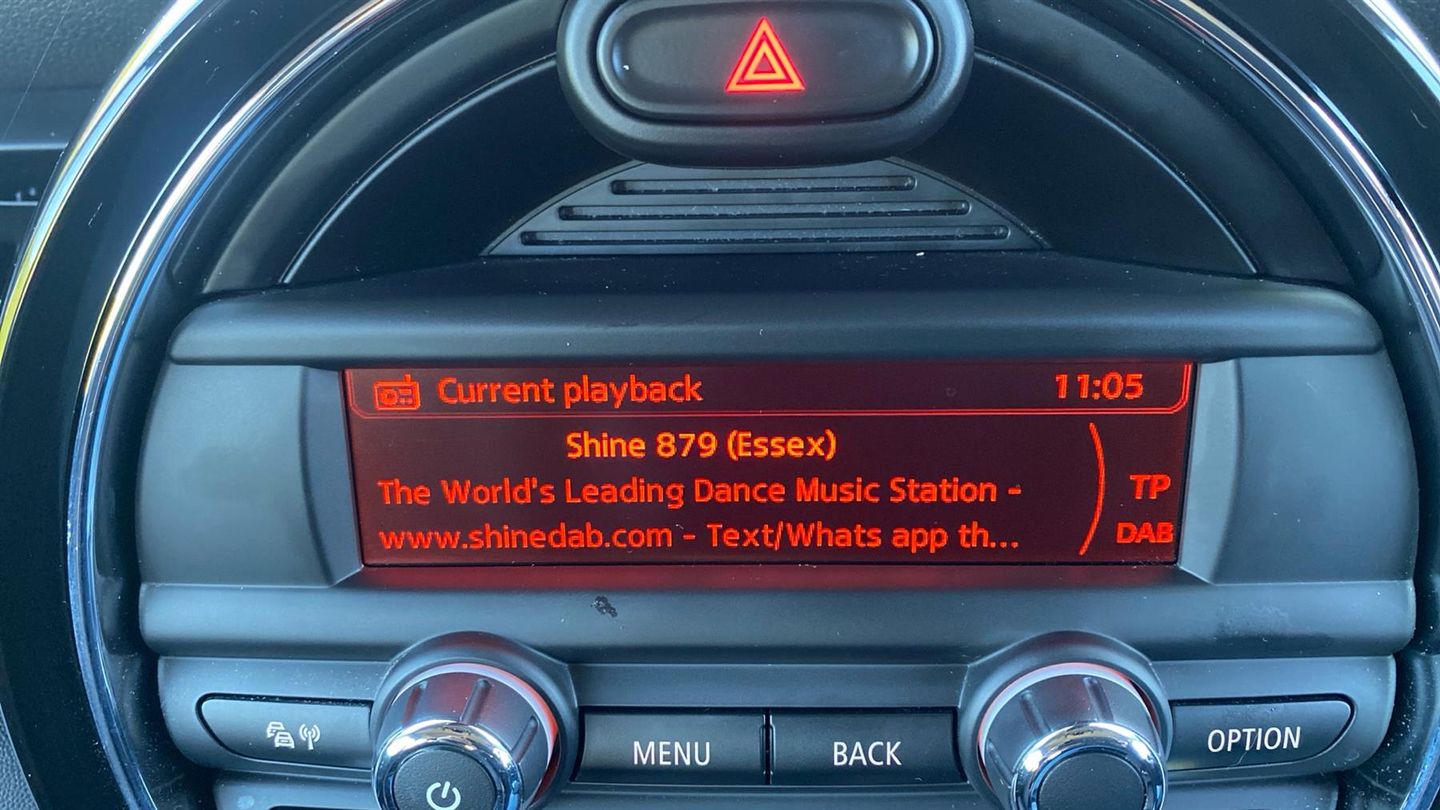 Current playback 11:05
Shine 879 (Essex)
The World's Leading Dance Music Station -
www.shinedab.com - Text/Whats app th...
TP
DAB
MENU
BACK
OPTION